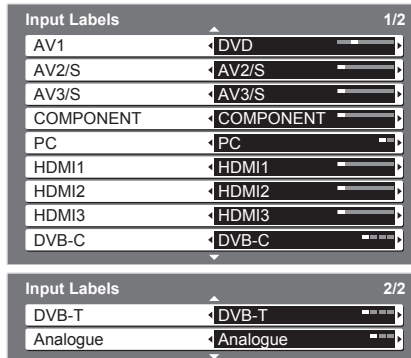 Input Labels 1/2
AV1 DVD
AV2/S AV2/S
AV3/S AV3/S
COMPONENT COMPONENT
PC PC
HDMI1 HDMI1
HDMI2 HDMI2
HDMI3 HDMI3
DVB-C DVB-C
Input Labels 2/2
DVB-T DVB-T
Analogue Analogue